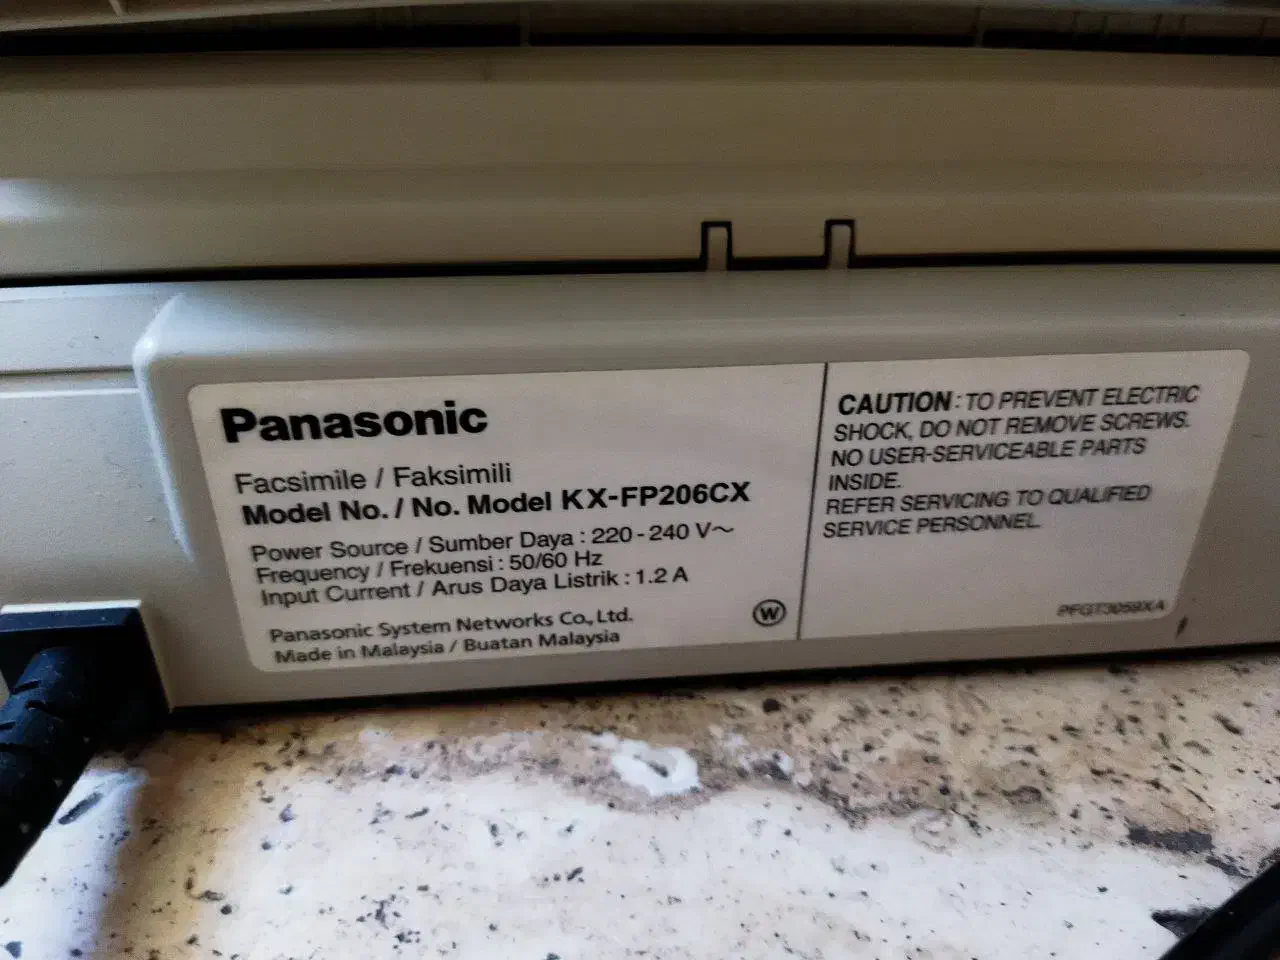 Panasonic
Facsimile / Faksimili
Model No. / No. Model KX-FP206CX
Power Source / Sumber Daya : 220 - 240 V~
Frequency / Frekuensi : 50/60 Hz
Input Current / Arus Daya Listrik : 1.2 A
Panasonic System Networks Co., Ltd.
Made in Malaysia / Buatan Malaysia
W
CAUTION : TO PREVENT ELECTRIC
SHOCK, DO NOT REMOVE SCREWS.
NO USER-SERVICEABLE PARTS
INSIDE.
REFER SERVICING TO QUALIFIED
SERVICE PERSONNEL.
PFGT3059XA